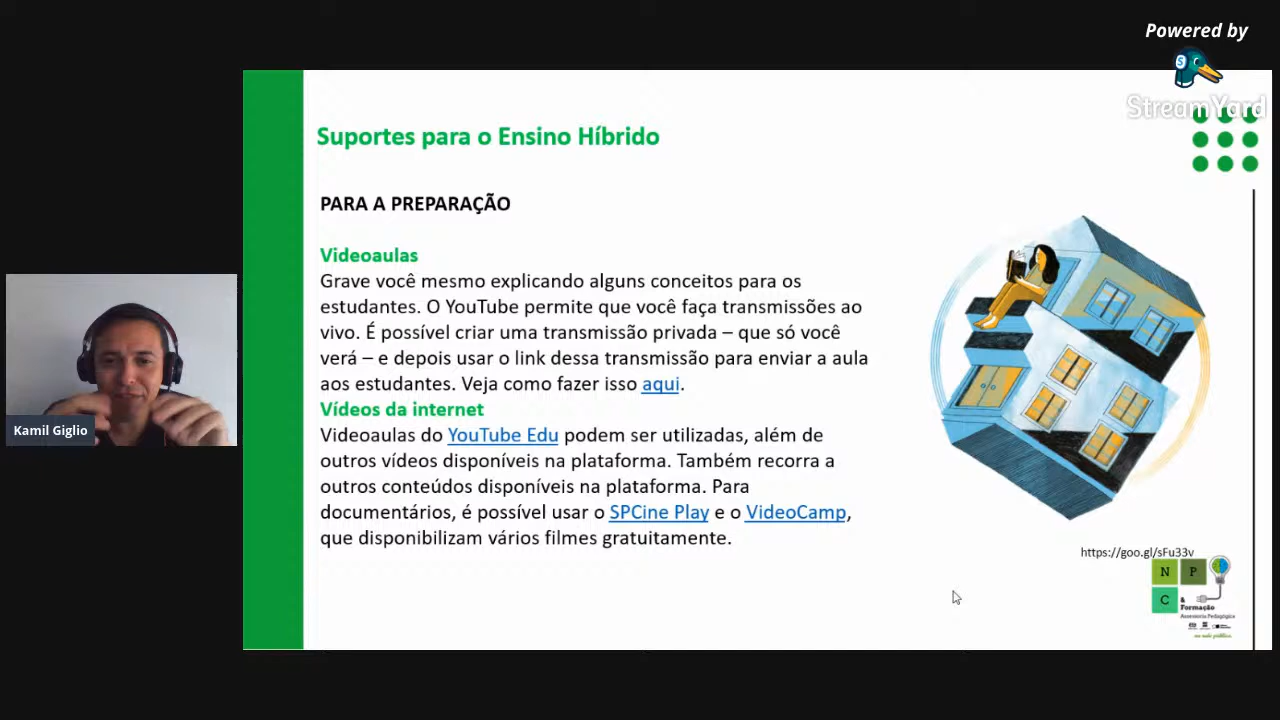 Powered by
StreamYard
Suportes para o Ensino Híbrido
PARA A PREPARAÇÃO
Videoaulas
Grave você mesmo explicando alguns conceitos para os
estudantes. O YouTube permite que você faça transmissões ao
vivo. É possível criar uma transmissão privada – que só você
verá – e depois usar o link dessa transmissão para enviar a aula
aos estudantes. Veja como fazer isso aqui.
Vídeos da internet
Videoaulas do YouTube Edu podem ser utilizadas, além de
outros vídeos disponíveis na plataforma. Também recorra a
outros conteúdos disponíveis na plataforma. Para
documentários, é possível usar o SPCine Play e o VideoCamp,
que disponibilizam vários filmes gratuitamente.
Kamil Giglio
https://goo.gl/sFu33v
N P
C &
Formação
Assessoria Pedagógica